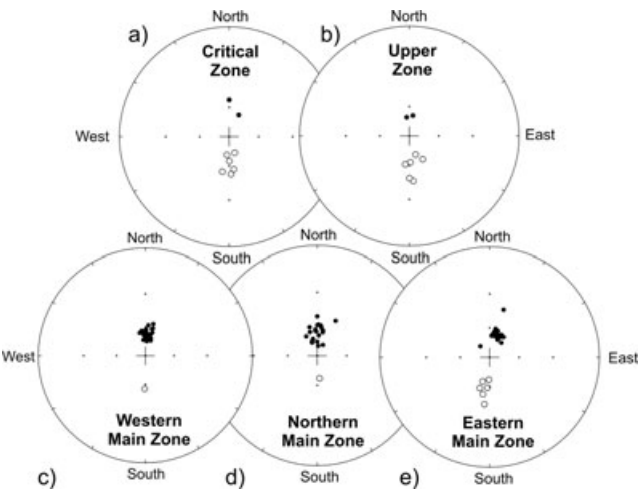 North
a)
b)
Critical
Zone
Upper
Zone
West
East
North
South
North
South
North
West
East
Western
Main Zone
Northern
Main Zone
Eastern
Main Zone
c)
South
d)
South
e)
South